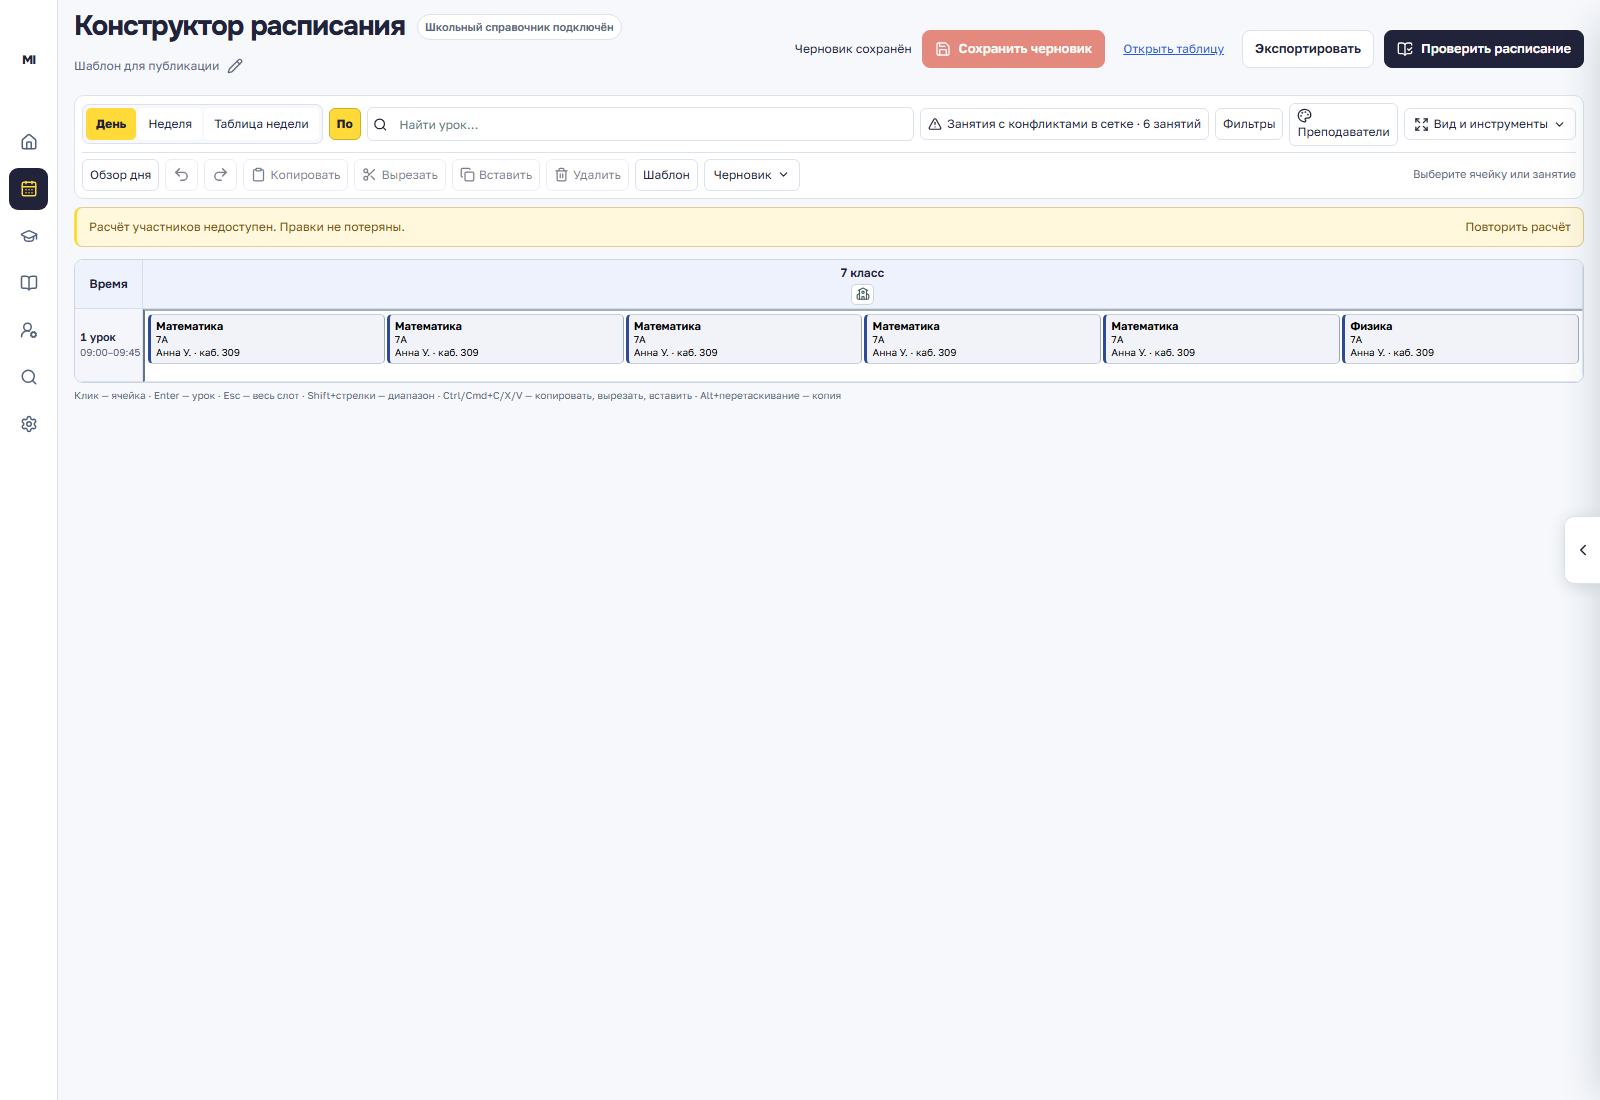 Конструктор расписания
Школьный справочник подключён
Шаблон для публикации
Черновик сохранён
Сохранить черновик
Открыть таблицу
Экспортировать
Проверить расписание
MI
День
Неделя
Таблица недели
По
Найти урок...
Занятия с конфликтами в сетке · 6 занятий
Фильтры
Преподаватели
Вид и инструменты
Обзор дня
Копировать
Вырезать
Вставить
Удалить
Шаблон
Черновик
Выберите ячейку или занятие
Расчёт участников недоступен. Правки не потеряны.
Повторить расчёт
Время
7 класс
1 урок
09:00–09:45
Математика
7А
Анна У. · каб. 309
Математика
7А
Анна У. · каб. 309
Математика
7А
Анна У. · каб. 309
Математика
7А
Анна У. · каб. 309
Математика
7А
Анна У. · каб. 309
Физика
7А
Анна У. · каб. 309
Клик — ячейка · Enter — урок · Esc — весь слот · Shift+стрелки — диапазон · Ctrl/Cmd+C/X/V — копировать, вырезать, вставить · Alt+перетаскивание — копия